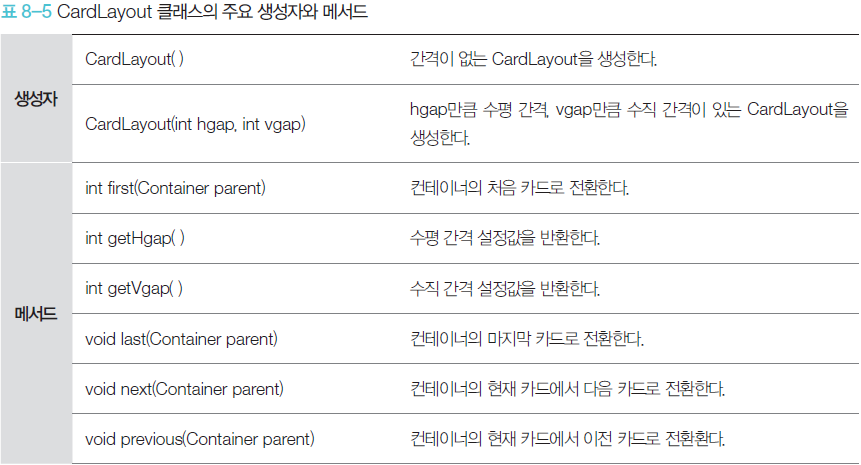 표 8-5 CardLayout 클래스의 주요 생성자와 메서드
생성자
CardLayout( )
간격이 없는 CardLayout을 생성한다.
CardLayout(int hgap, int vgap)
hgap만큼 수평 간격, vgap만큼 수직 간격이 있는 CardLayout을
생성한다.
메서드
int first(Container parent)
컨테이너의 처음 카드로 전환한다.
int getHgap( )
수평 간격 설정값을 반환한다.
int getVgap( )
수직 간격 설정값을 반환한다.
void last(Container parent)
컨테이너의 마지막 카드로 전환한다.
void next(Container parent)
컨테이너의 현재 카드에서 다음 카드로 전환한다.
void previous(Container parent)
컨테이너의 현재 카드에서 이전 카드로 전환환다.